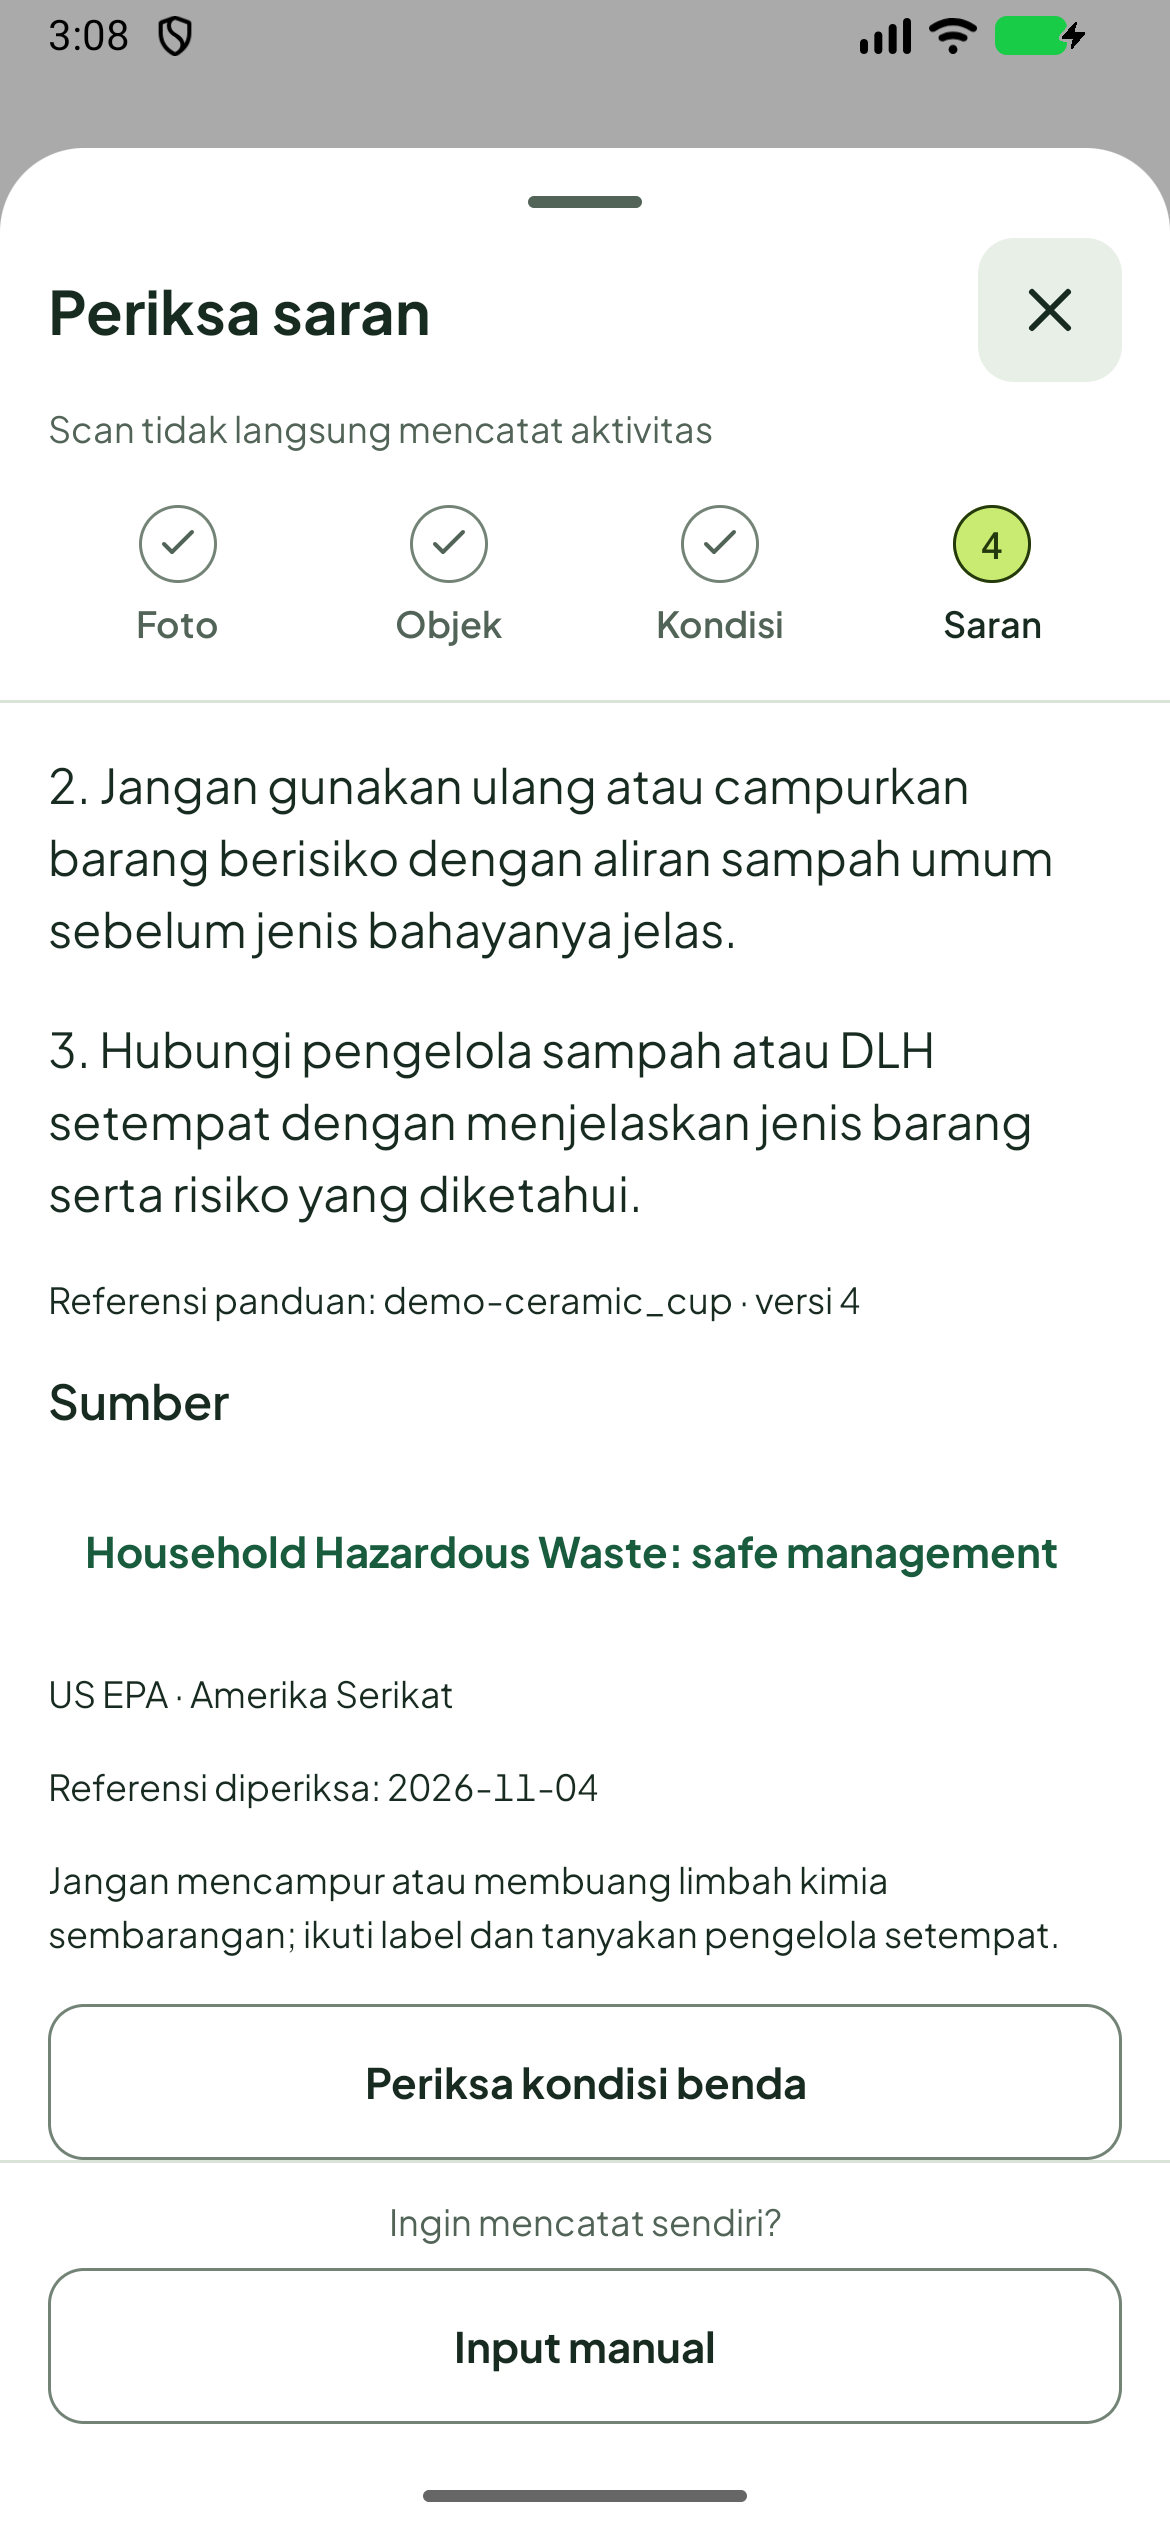 3:08
Periksa saran
Scan tidak langsung mencatat aktivitas
4
Foto
Objek
Kondisi
Saran
2. Jangan gunakan ulang atau campurkan
barang berisiko dengan aliran sampah umum
sebelum jenis bahayanya jelas.
3. Hubungi pengelola sampah atau DLH
setempat dengan menjelaskan jenis barang
serta risiko yang diketahui.
Referensi panduan: demo-ceramic_cup · versi 4
Sumber
Household Hazardous Waste: safe management
US EPA · Amerika Serikat
Referensi diperiksa: 2026-11-04
Jangan mencampur atau membuang limbah kimia
sembarangan; ikuti label dan tanyakan pengelola setempat.
Periksa kondisi benda
Ingin mencatat sendiri?
Input manual